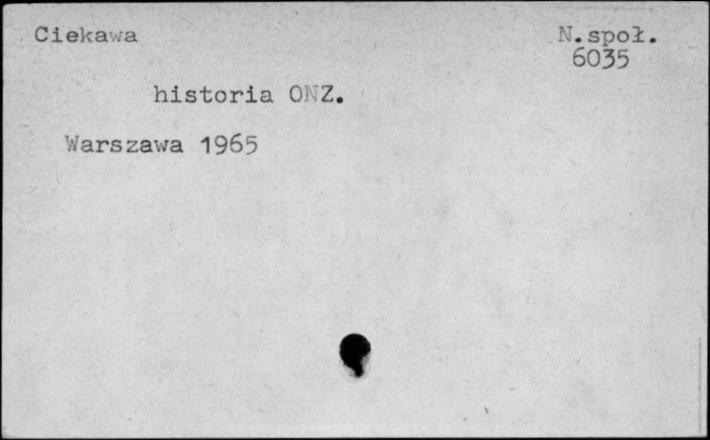 Ciekawa
N.społ.
6035
historia ONZ.
Warszawa 1965